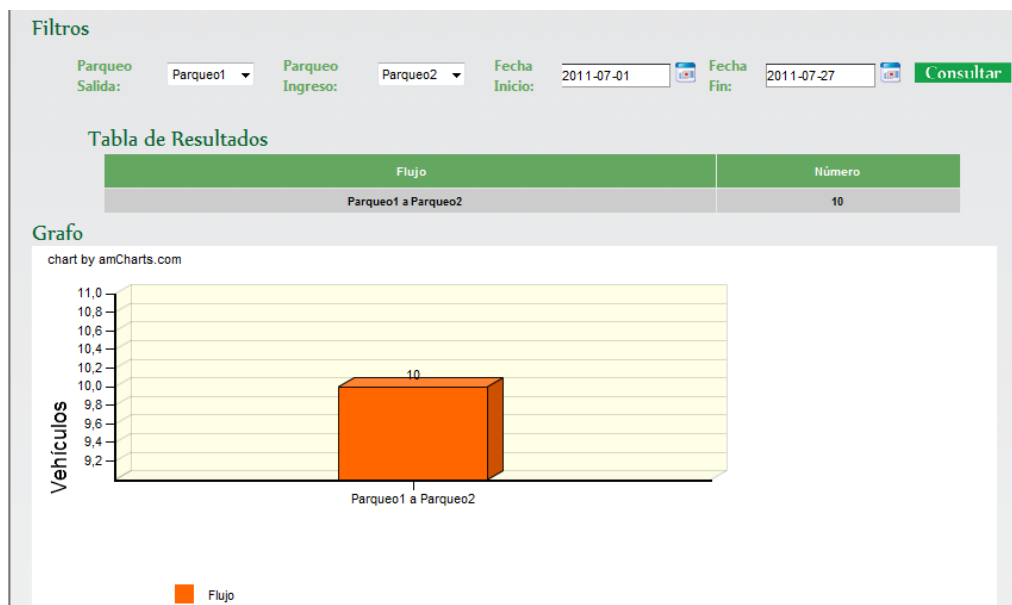 Filtros
Parqueo Salida: Parqueo1 Parqueo Ingreso: Parqueo2 Fecha Inicio: 2011-07-01 Fecha Fin: 2011-07-27 Consultar
Tabla de Resultados
Flujo Número
Parqueo1 a Parqueo2 10
Grafo
chart by amCharts.com
11,0
10,8
10,6
10,4
10,2
10,0
9,8
9,6
9,4
9,2
Vehículos
10
Parqueo1 a Parqueo2
Flujo